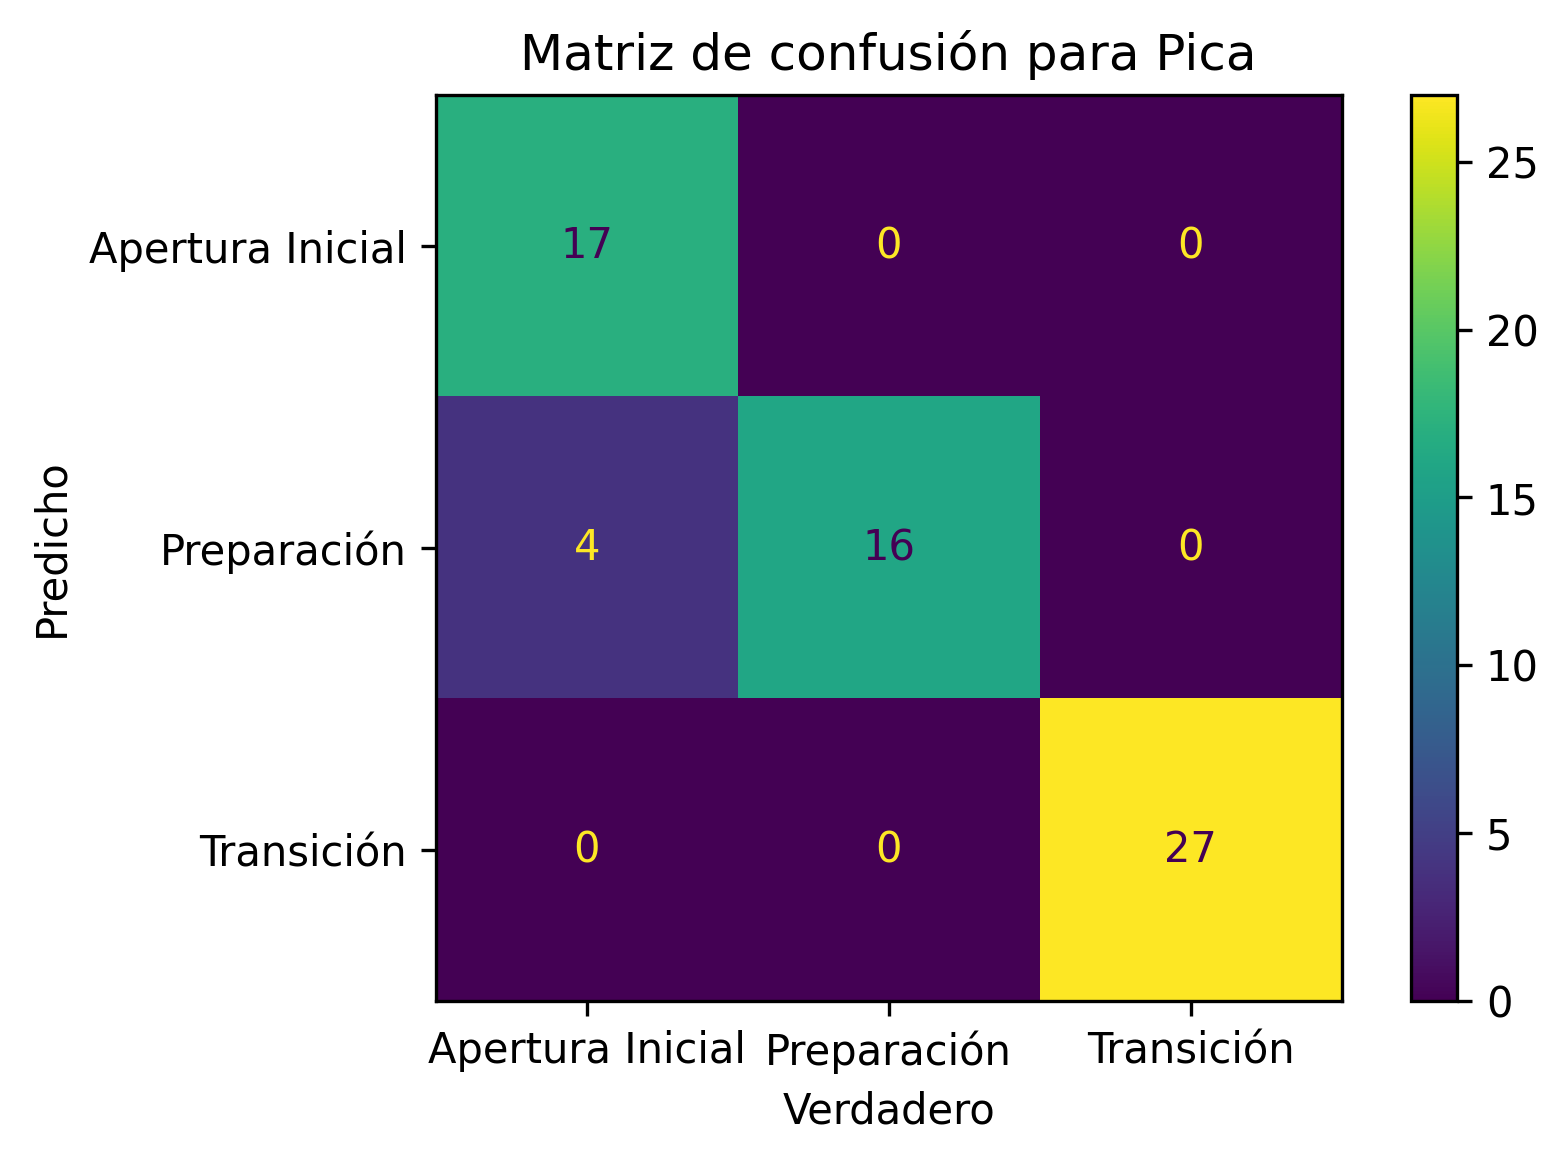 Matriz de confusión para Pica
Predicho
Apertura Inicial
17
0
0
Preparación
4
16
0
Transición
0
0
27
Apertura Inicial
Preparación
Transición
Verdadero
25
20
15
10
5
0